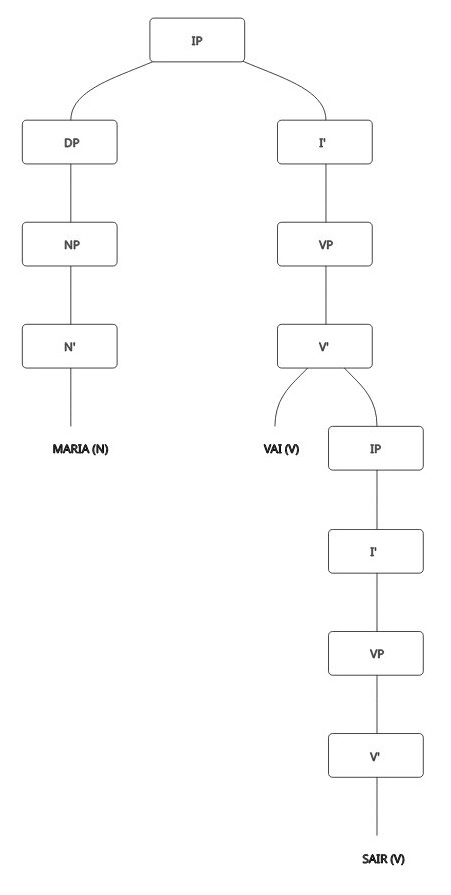 IP
DP
I'
NP
VP
N'
V'
MARIA (N)
VAI (V)
IP
I'
VP
V'
SAIR (V)